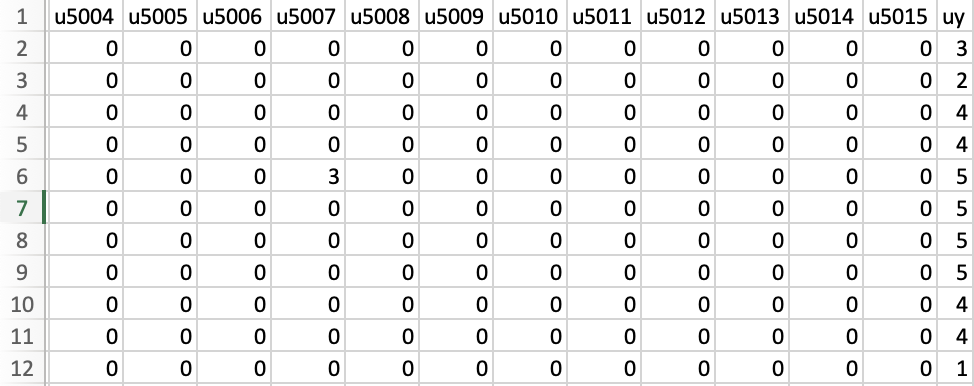 1 u5004 u5005 u5006 u5007 u5008 u5009 u5010 u5011 u5012 u5013 u5014 u5015 uy
2 0 0 0 0 0 0 0 0 0 0 0 0 3
3 0 0 0 0 0 0 0 0 0 0 0 0 2
4 0 0 0 0 0 0 0 0 0 0 0 0 4
5 0 0 0 0 0 0 0 0 0 0 0 0 4
6 0 0 0 3 0 0 0 0 0 0 0 0 5
7 0 0 0 0 0 0 0 0 0 0 0 0 5
8 0 0 0 0 0 0 0 0 0 0 0 0 5
9 0 0 0 0 0 0 0 0 0 0 0 0 5
10 0 0 0 0 0 0 0 0 0 0 0 0 4
11 0 0 0 0 0 0 0 0 0 0 0 0 4
12 0 0 0 0 0 0 0 0 0 0 0 0 1